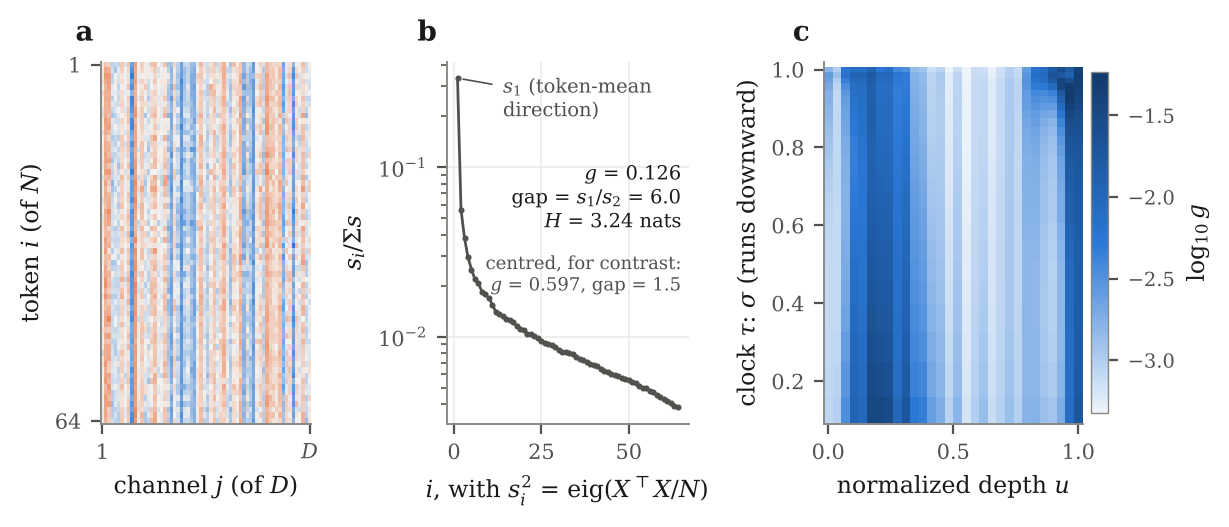 a
1
64
token i (of N)
1
D
channel j (of D)
b
s₁ (token-mean
direction)
10⁻¹
10⁻²
sᵢ/Σs
g = 0.126
gap = s₁/s₂ = 6.0
H = 3.24 nats
centred, for contrast:
g = 0.597, gap = 1.5
0
25
50
i, with sᵢ² = eig(X⊤X/N)
c
1.0
0.8
0.6
0.4
0.2
clock τ: σ (runs downward)
0.0
0.5
1.0
normalized depth u
−1.5
−2.0
−2.5
−3.0
log₁₀ g